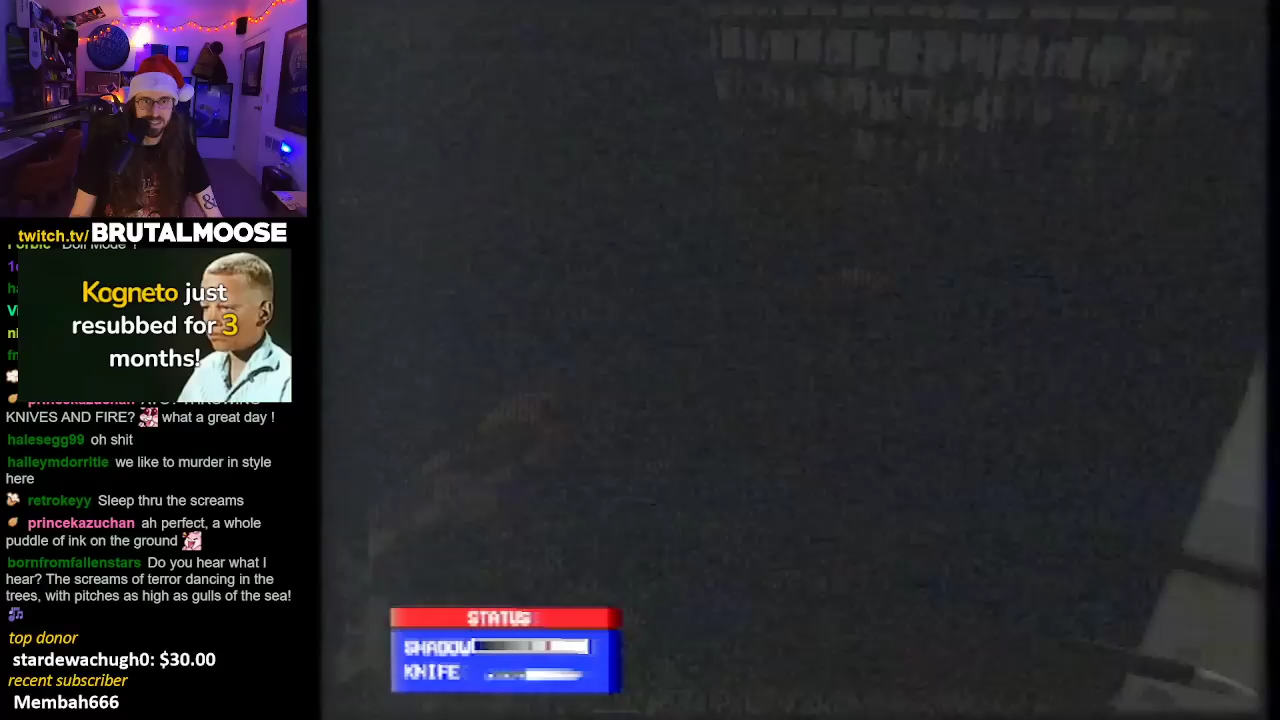 twitch.tv/BRUTALMOOSE
Kogneto just
resubbed for 3
months!
KNIVES AND FIRE? what a great day !
halesegg99 oh shit
halleymdorritie we like to murder in style
here
retrokeyy Sleep thru the screams
princekazuchan ah perfect, a whole
puddle of ink on the ground
bornfromfallenstars Do you hear what I
hear? The screams of terror dancing in the
trees, with pitches as high as gulls of the sea!
top donor
stardewachugh0: $30.00
recent subscriber
Membah666
STATUS:
SHADOW
KNIFE: